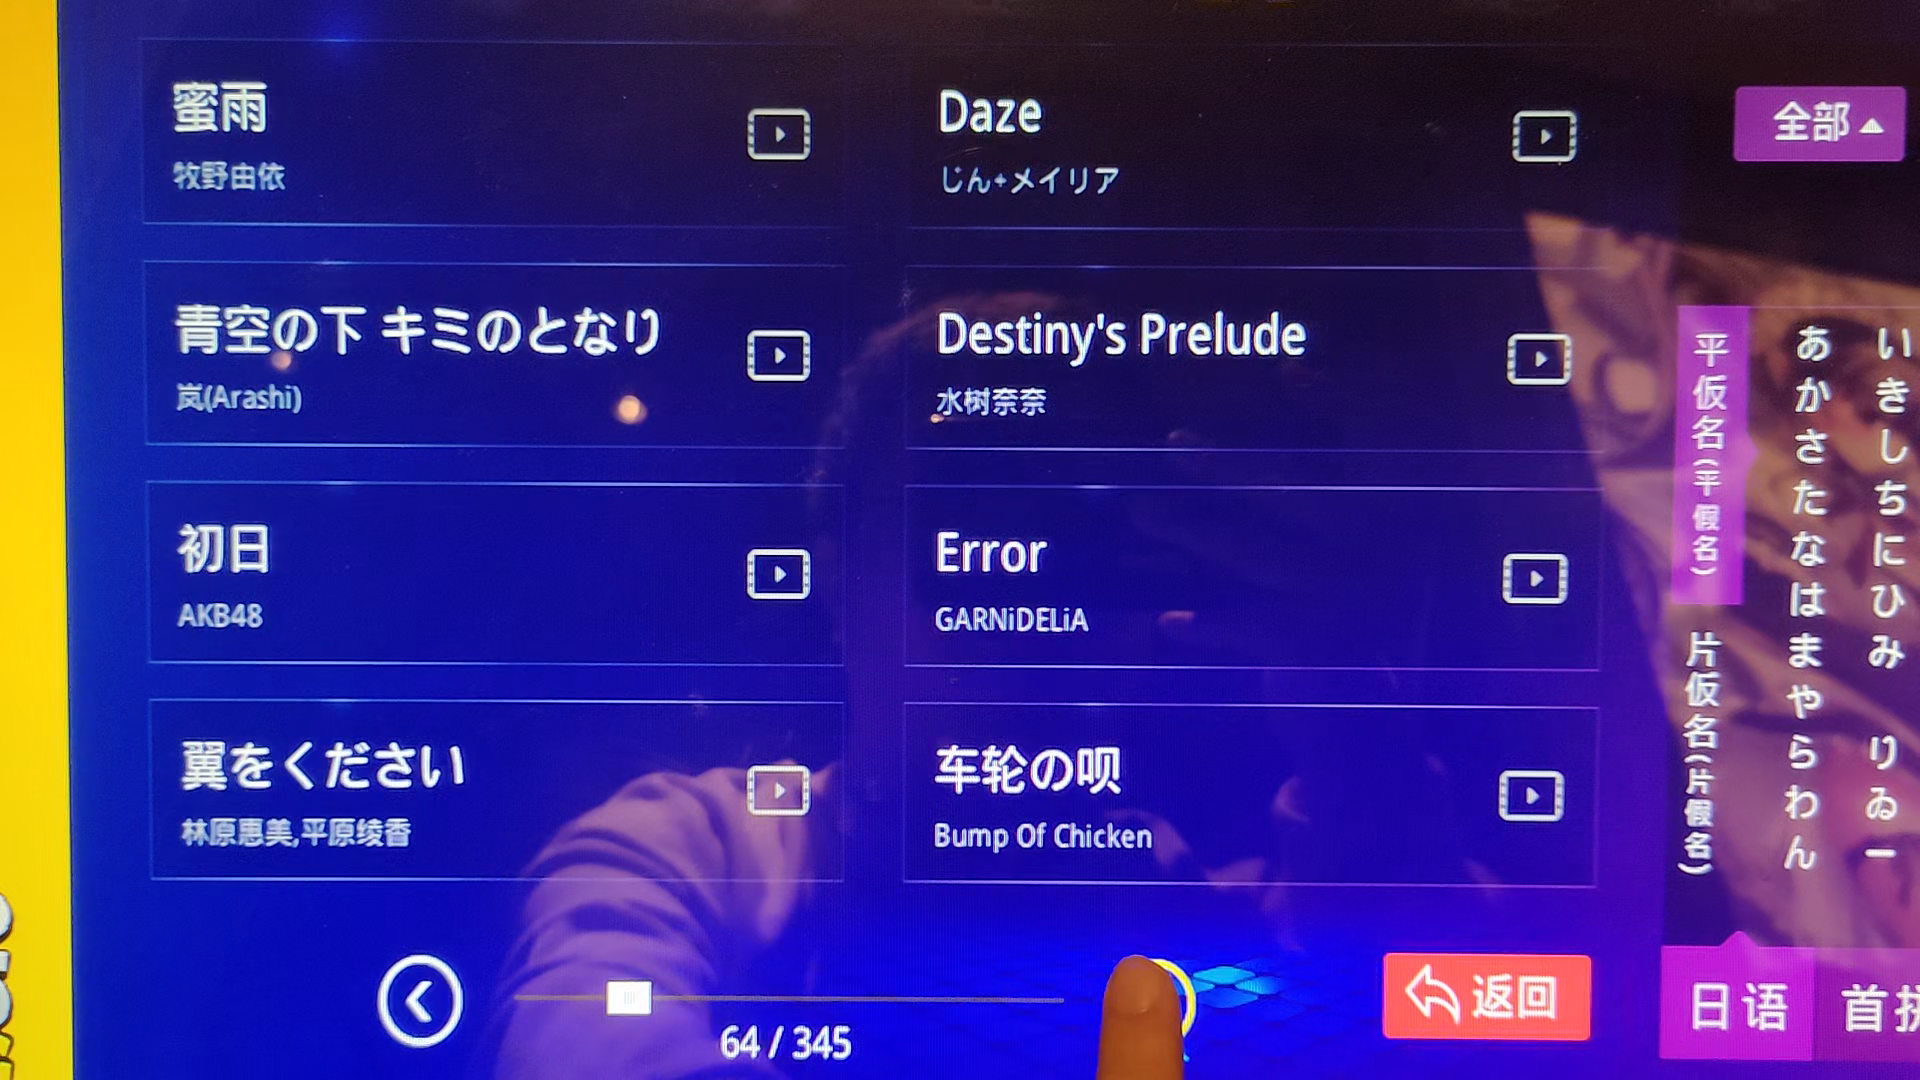 蜜雨
牧野由依
Daze
じん+メイリア
青空の下 キミのとなり
岚(Arashi)
Destiny's Prelude
水树奈奈
初日
AKB48
Error
GARNiDELiA
翼をください
林原惠美,平原绫香
车轮の呗
Bump Of Chicken
64 / 345
返回
全部
平仮名(平假名)
片仮名(片假名)
あかさたなはまやらわん
いきしちにひみ りゐー
日语
首